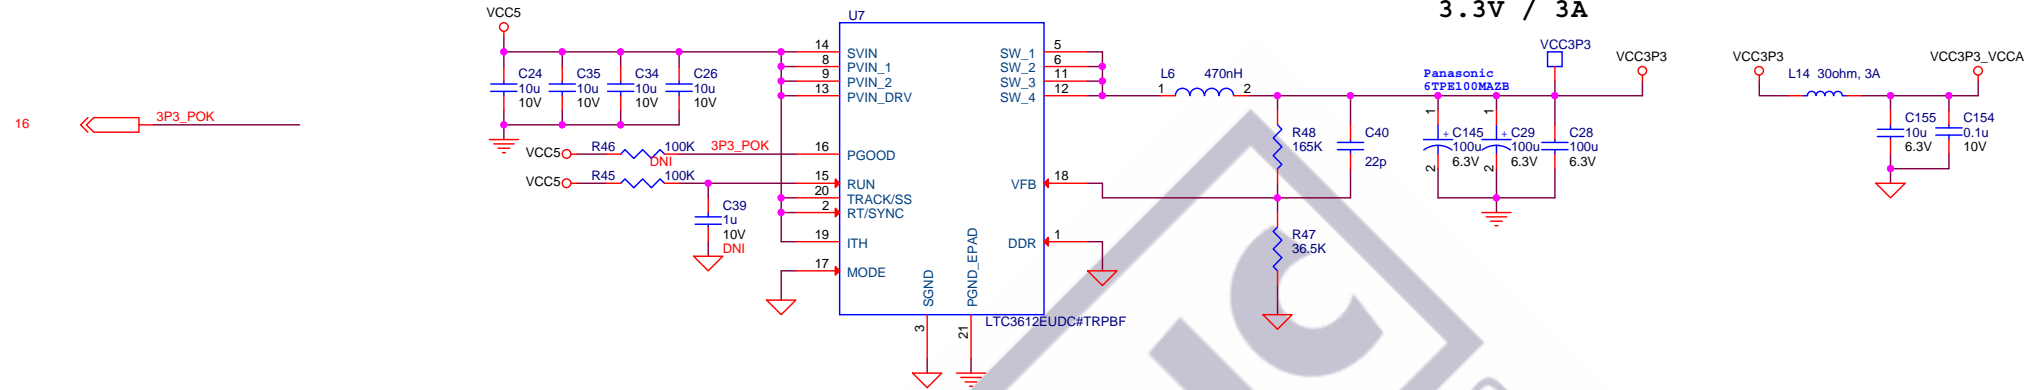 3.3V / 3A
VCC5
U7
14
SVIN
SW_1
5
8
PVIN_1
SW_2
6
9
PVIN_2
SW_3
11
13
PVIN_DRV
SW_4
12
C24
10u
10V
C35
10u
10V
C34
10u
10V
C26
10u
10V
L6
470nH
1
2
Panasonic
6TPE100MAZB
VCC3P3
VCC3P3
VCC3P3
VCC3P3_VCCA
L14 30ohm, 3A
16
3P3_POK
VCC5
R46
100K
DNI
3P3_POK
16
PGOOD
VCC5
R45
100K
15
RUN
20
TRACK/SS
2
RT/SYNC
C39
1u
10V
DNI
19
ITH
17
MODE
VFB
18
DDR
1
SGND
3
PGND_EPAD
21
LTC3612EUDC#TRPBF
R48
165K
C40
22p
R47
36.5K
1
+
C145
100u
6.3V
2
1
+
C29
100u
6.3V
2
C28
100u
6.3V
C155
10u
6.3V
C154
0.1u
10V
IC